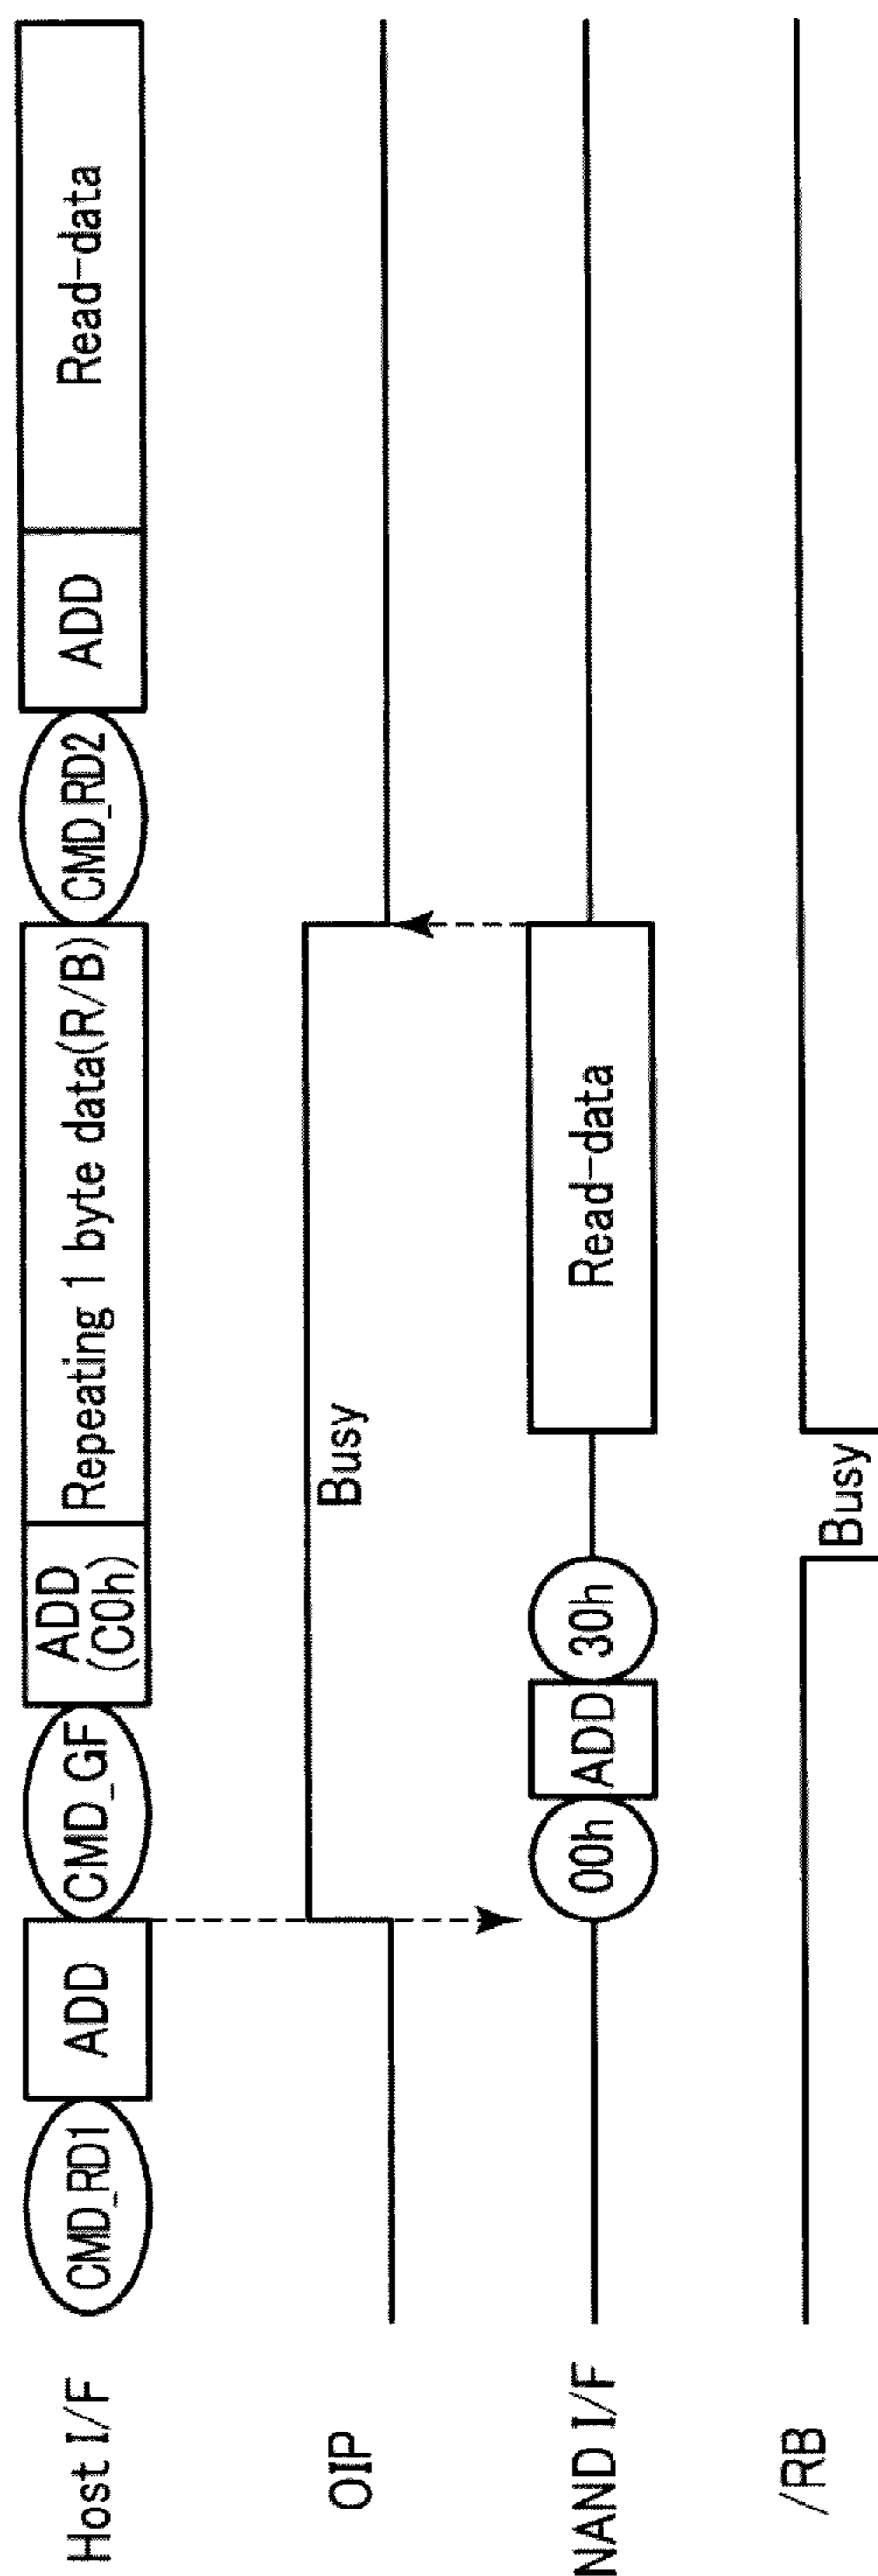 Host I/F
CMD_RD1
ADD
CMD_GF
ADD
(C0h)
Repeating 1 byte data(R/B)
CMD_RD2
ADD
Read-data
OIP
Busy
NAND I/F
00h
ADD
30h
Read-data
/RB
Busy